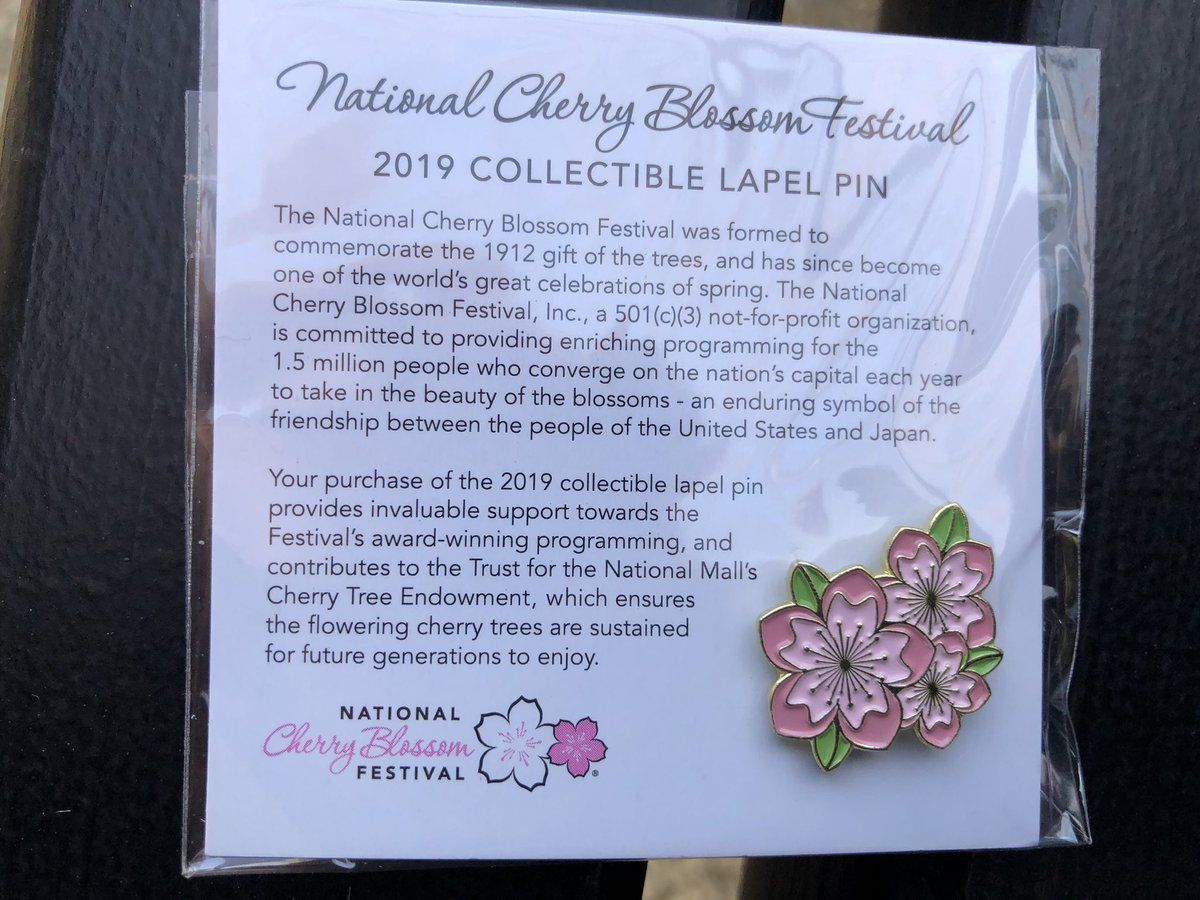 National Cherry Blossom Festival
2019 COLLECTIBLE LAPEL PIN
The National Cherry Blossom Festival was formed to
commemorate the 1912 gift of the trees, and has since become
one of the world's great celebrations of spring. The National
Cherry Blossom Festival, Inc., a 501(c)(3) not-for-profit organization,
is committed to providing enriching programming for the
1.5 million people who converge on the nation's capital each year
to take in the beauty of the blossoms - an enduring symbol of the
friendship between the people of the United States and Japan.
Your purchase of the 2019 collectible lapel pin
provides invaluable support towards the
Festival's award-winning programming, and
contributes to the Trust for the National Mall's
Cherry Tree Endowment, which ensures
the flowering cherry trees are sustained
for future generations to enjoy.
NATIONAL
Cherry Blossom
FESTIVAL ®